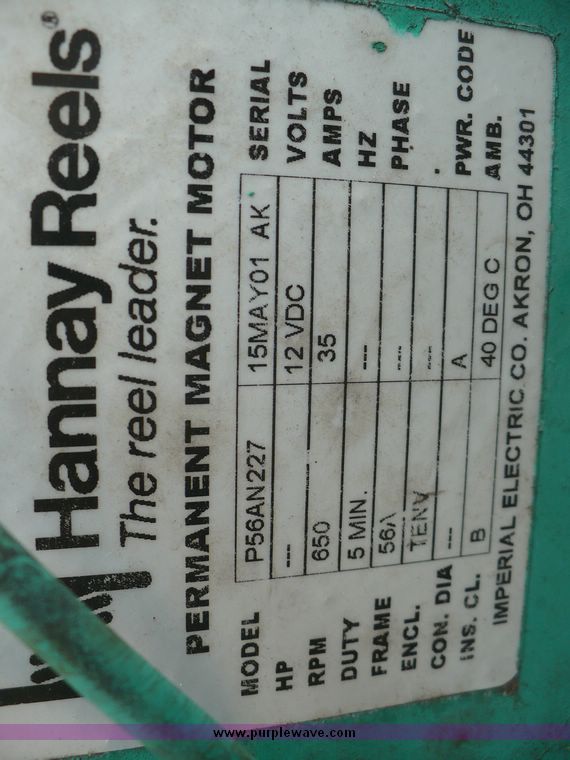 Hannay Reels®
The reel leader.
PERMANENT MAGNET MOTOR
MODEL P56AN227 15MAY01 AK SERIAL
HP --- 12 VDC VOLTS
RPM 650 35 AMPS
DUTY 5 MIN. --- HZ
FRAME 56A --- PHASE
ENCL. TENV --- .
CON. DIA --- A PWR. CODE
INS. CL. B 40 DEG C AMB.
IMPERIAL ELECTRIC CO. AKRON, OH 44301
www.purplewave.com